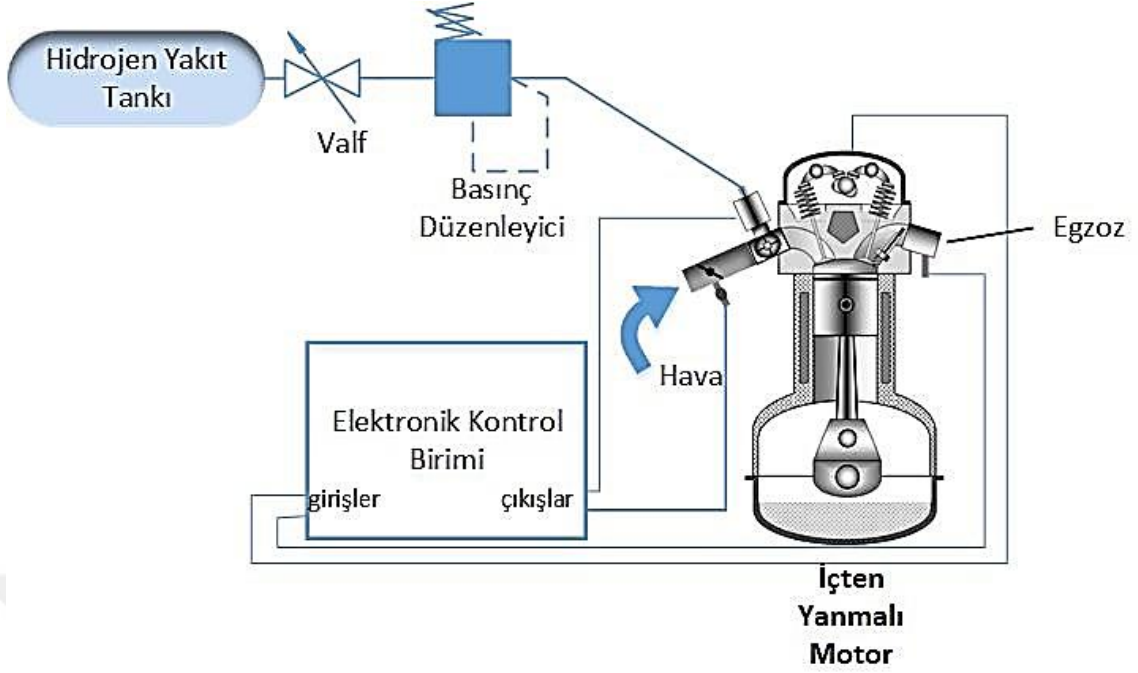 Hidrojen Yakıt
Tankı
Valf
Basınç
Düzenleyici
Egzoz
Hava
Elektronik Kontrol
Birimi
girişler
çıkışlar
İçten
Yanmalı
Motor